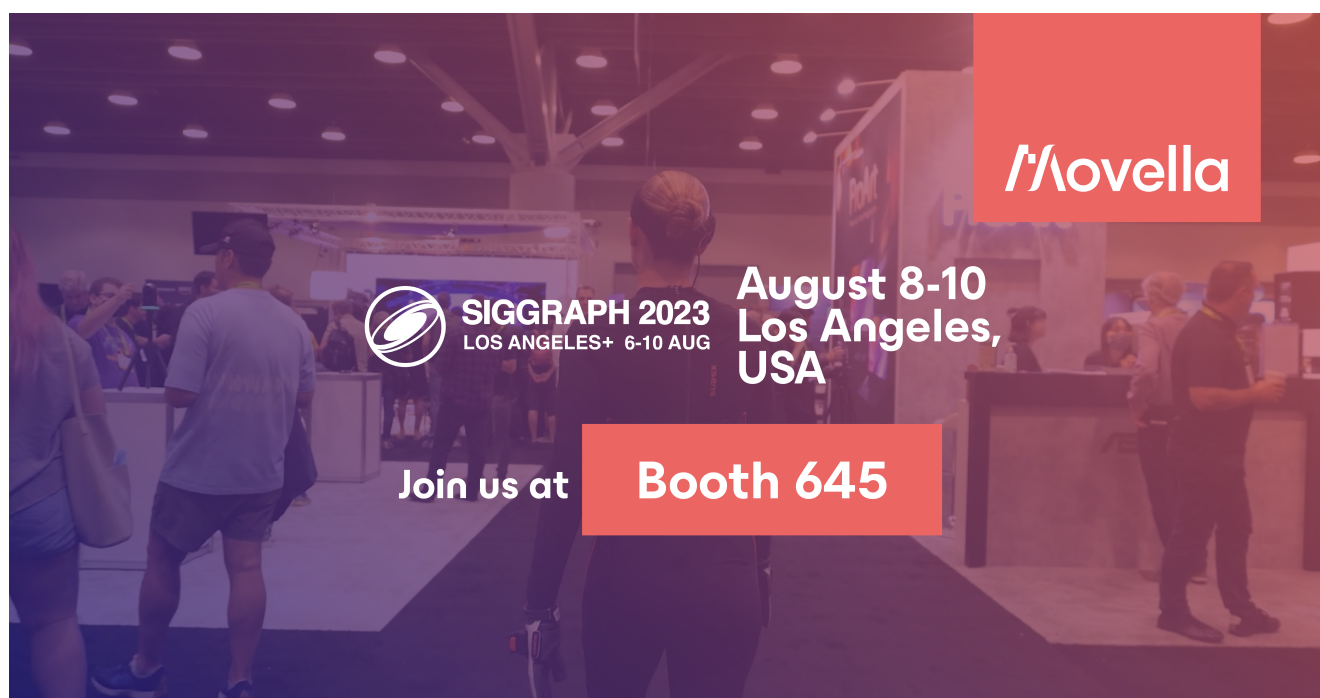 Movella
ProArt
SIGGRAPH 2023
LOS ANGELES+ 6-10 AUG
August 8-10
Los Angeles,
USA
Join us at
Booth 645